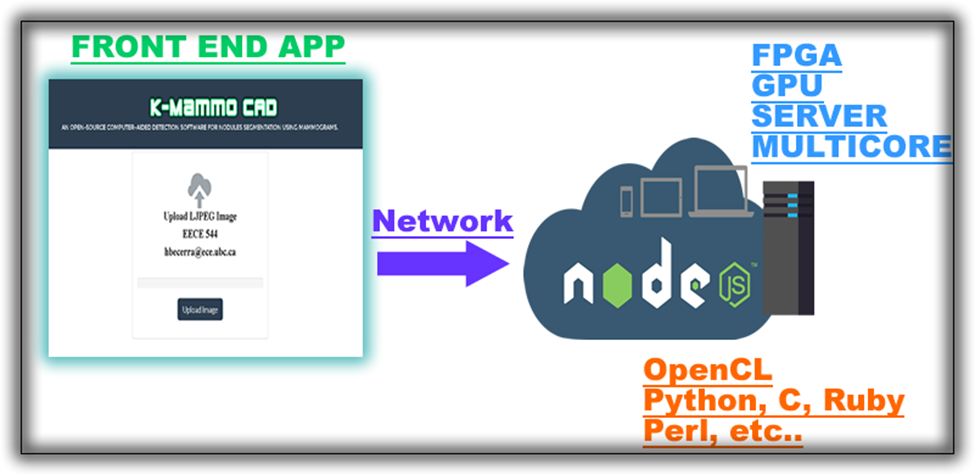 FRONT END APP
K-Mammo CAD
AN OPEN-SOURCE COMPUTER-AIDED DETECTION SOFTWARE FOR NODULES SEGMENTATION USING MAMMOGRAMS.
Upload LJPEG Image
EECE 544
hbecerra@ece.ubc.ca
Upload Image
Network
FPGA
GPU
SERVER
MULTICORE
node
JS
TM
OpenCL
Python, C, Ruby
Perl, etc..